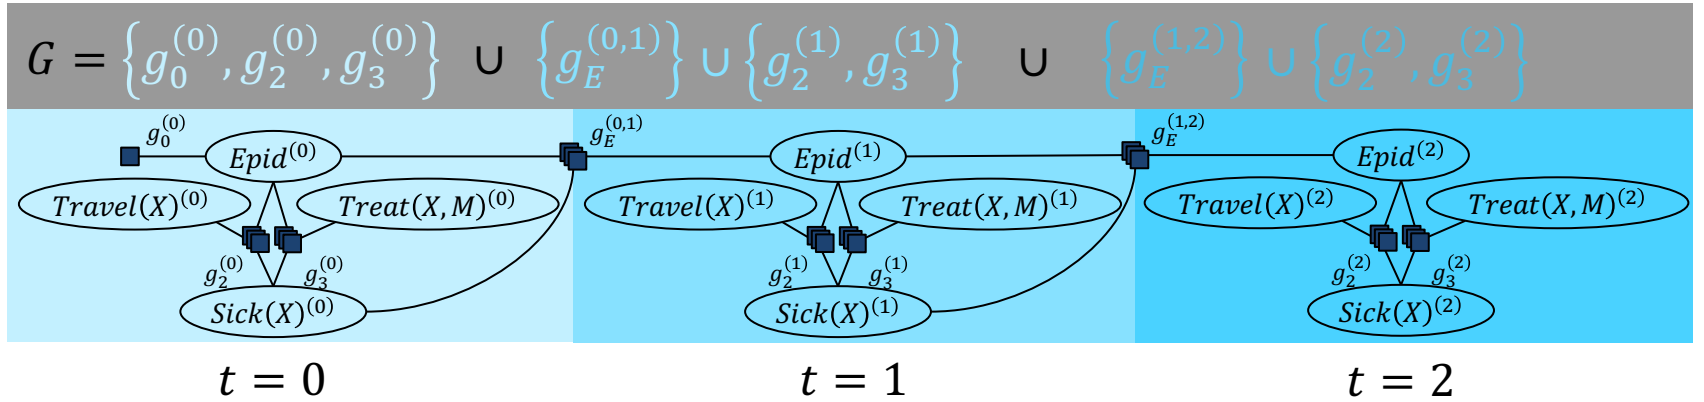 G = {g_0^(0), g_2^(0), g_3^(0)} ∪ {g_E^(0,1)} ∪ {g_2^(1), g_3^(1)} ∪ {g_E^(1,2)} ∪ {g_2^(2), g_3^(2)}
g_0^(0) g_E^(0,1) g_E^(1,2)
Epid^(0) Epid^(1) Epid^(2)
Travel(X)^(0) Treat(X, M)^(0) Travel(X)^(1) Treat(X, M)^(1) Travel(X)^(2) Treat(X, M)^(2)
g_2^(0) g_3^(0) g_2^(1) g_3^(1) g_2^(2) g_3^(2)
Sick(X)^(0) Sick(X)^(1) Sick(X)^(2)
t = 0 t = 1 t = 2